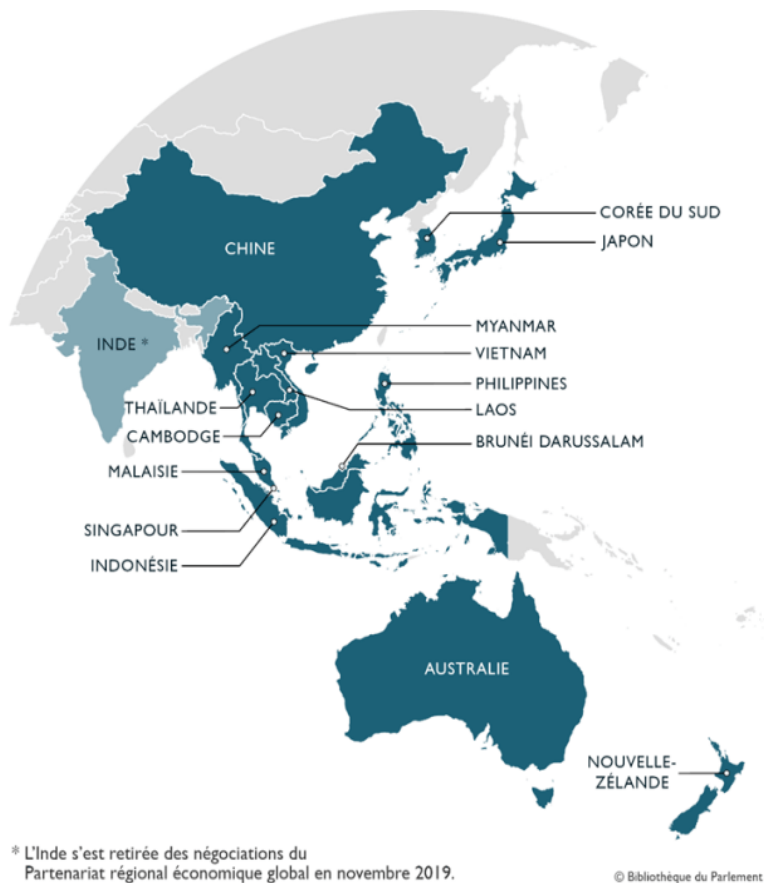 CORÉE DU SUD
JAPON
CHINE
MYANMAR
INDE *
VIETNAM
PHILIPPINES
THAÏLANDE
LAOS
CAMBODGE
BRUNÉI DARUSSALAM
MALAISIE
SINGAPOUR
INDONÉSIE
AUSTRALIE
NOUVELLE-
ZÉLANDE
* L'Inde s'est retirée des négociations du
Partenariat régional économique global en novembre 2019.
© Bibliothèque du Parlement